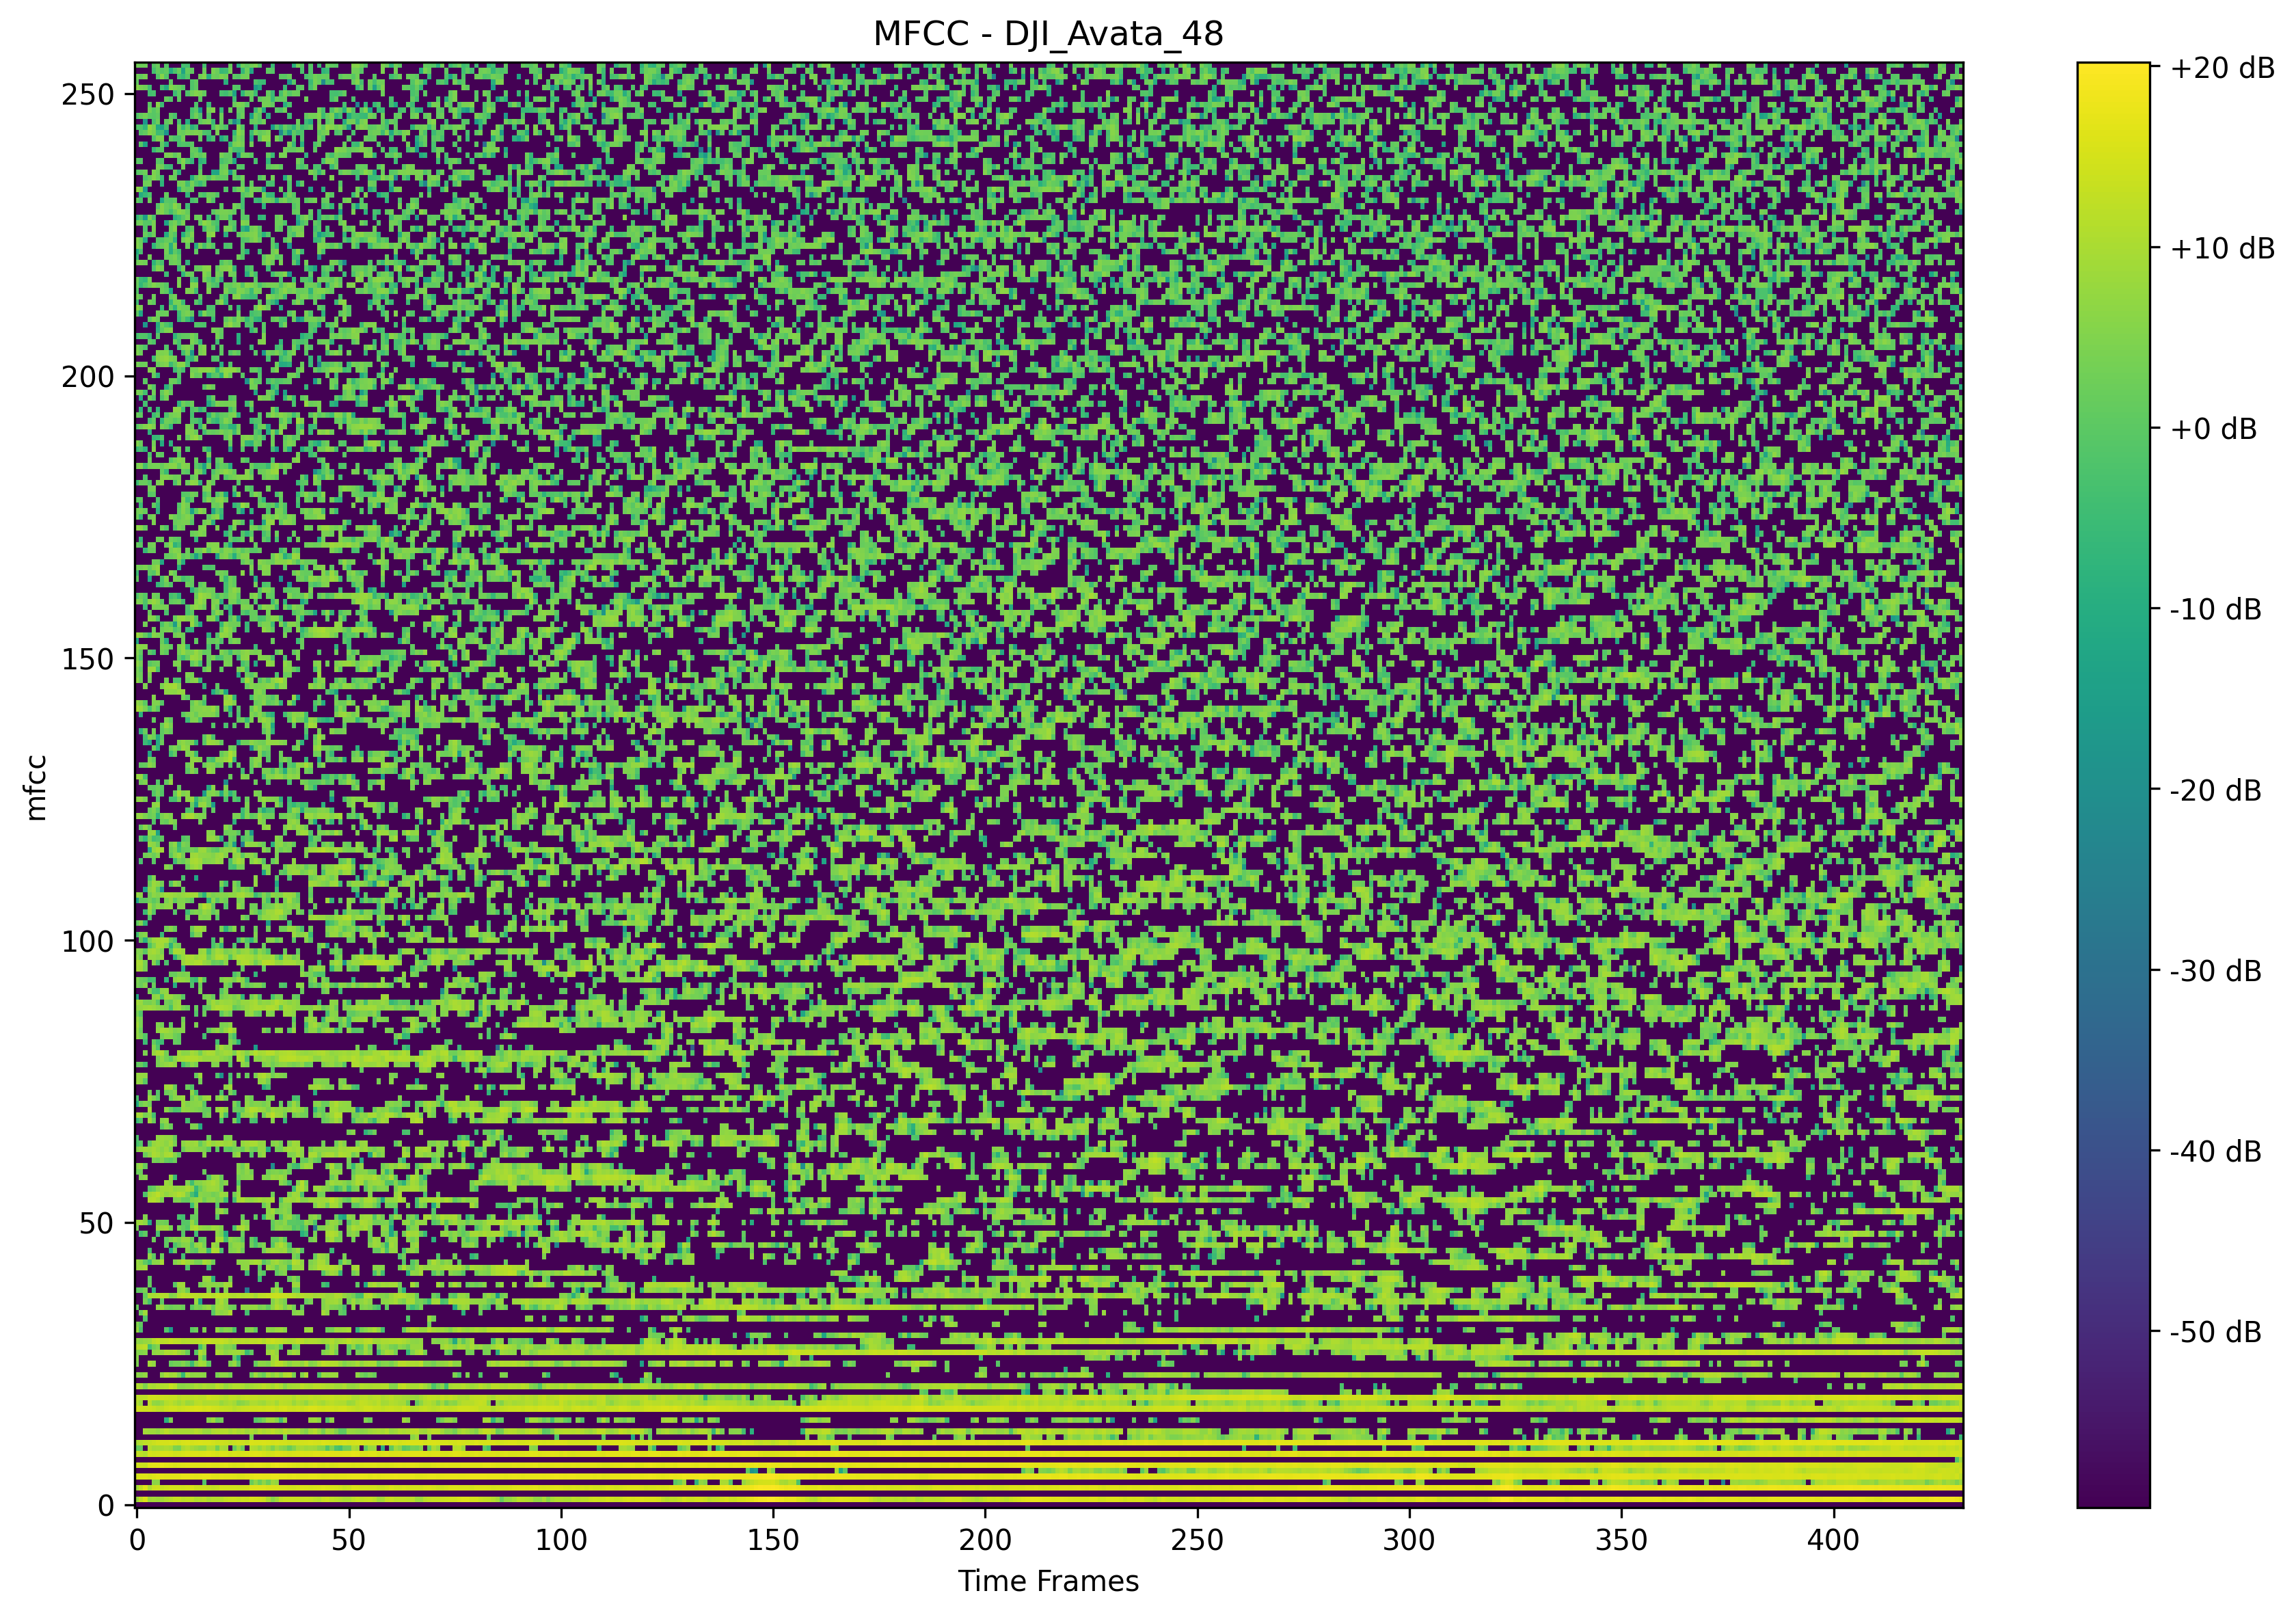 MFCC - DJI_Avata_48
250
200
150
100
50
0
mfcc
0 50 100 150 200 250 300 350 400
Time Frames
+20 dB
+10 dB
+0 dB
-10 dB
-20 dB
-30 dB
-40 dB
-50 dB